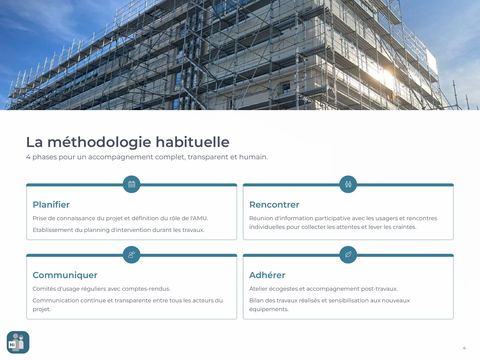 La méthodologie habituelle
4 phases pour un accompagnement complet, transparent et humain.
Planifier
Prise de connaissance du projet et définition du rôle de l'AMU.
Etablissement du planning d'intervention durant les travaux.
Rencontrer
Réunion d'information participative avec les usagers et rencontres
individuelles pour collecter les attentes et lever les craintes.
Communiquer
Comités d'usage réguliers avec comptes-rendus.
Communication continue et transparente entre tous les acteurs du
projet.
Adhérer
Atelier écogestes et accompagnement post-travaux.
Bilan des travaux réalisés et sensibilisation aux nouveaux
équipements.